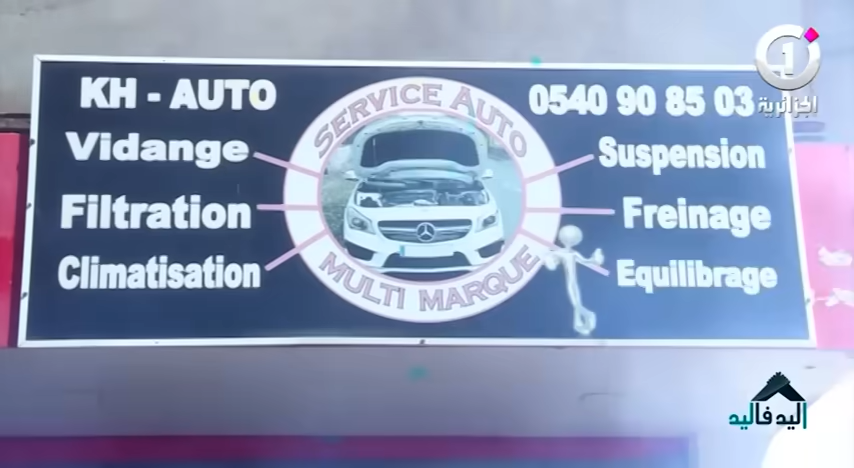 KH - AUTO
0540 90 85 03
Vidange
Filtration
Climatisation
SERVICE AUTO
MULTI MARQUE
Suspension
Freinage
Equilibrage
1
الجزائرية
اليد فاليد